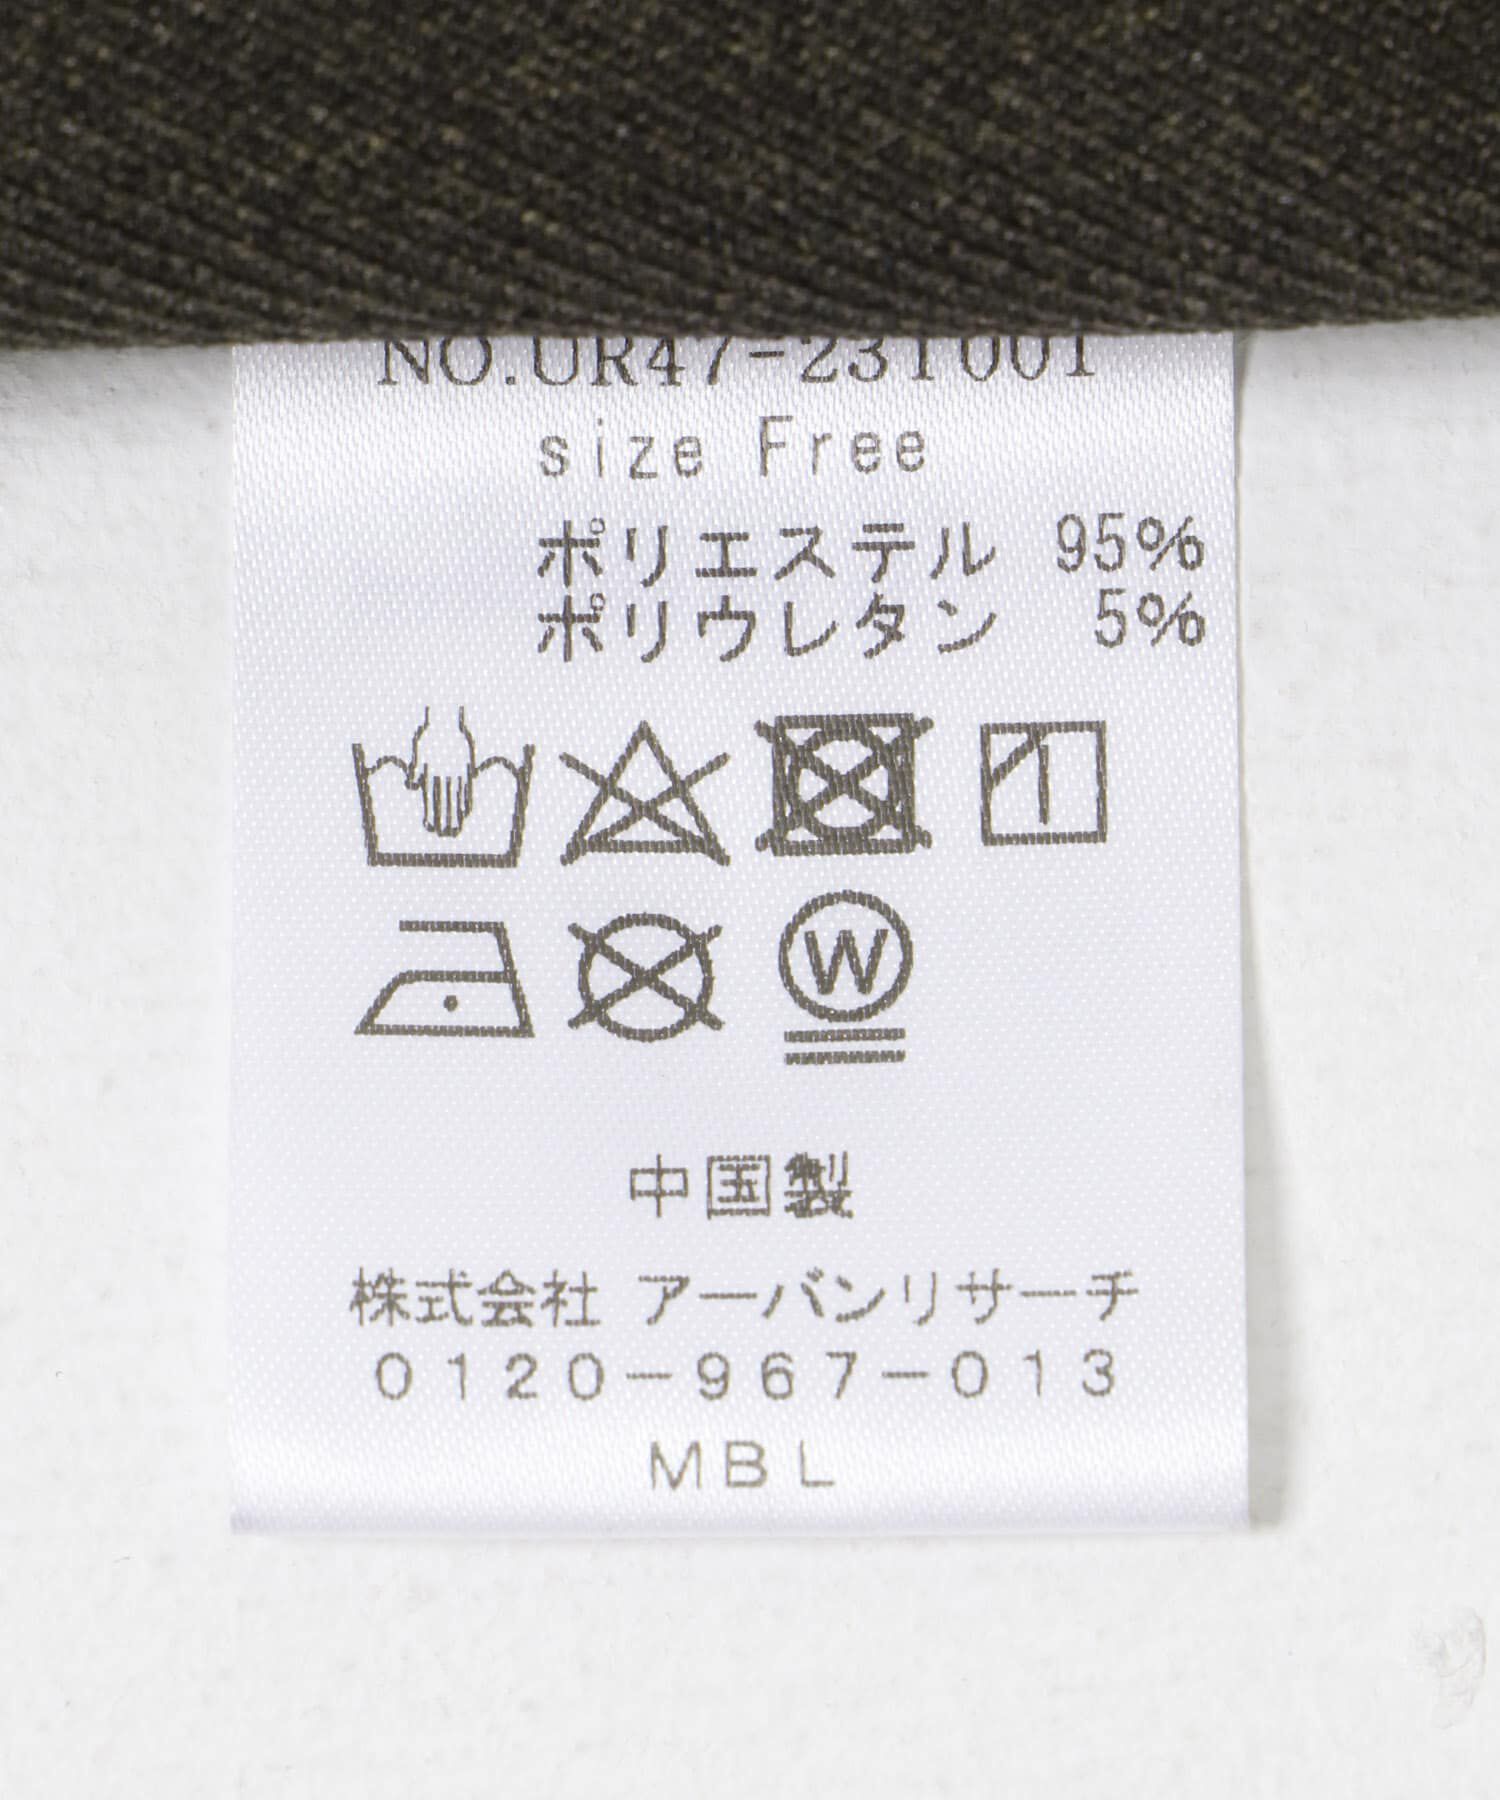 NO.UR47-23T001
size Free
ポリエステル 95%
ポリウレタン 5%
W
中国製
株式会社 アーバンリサーチ
0120-967-013
MBL